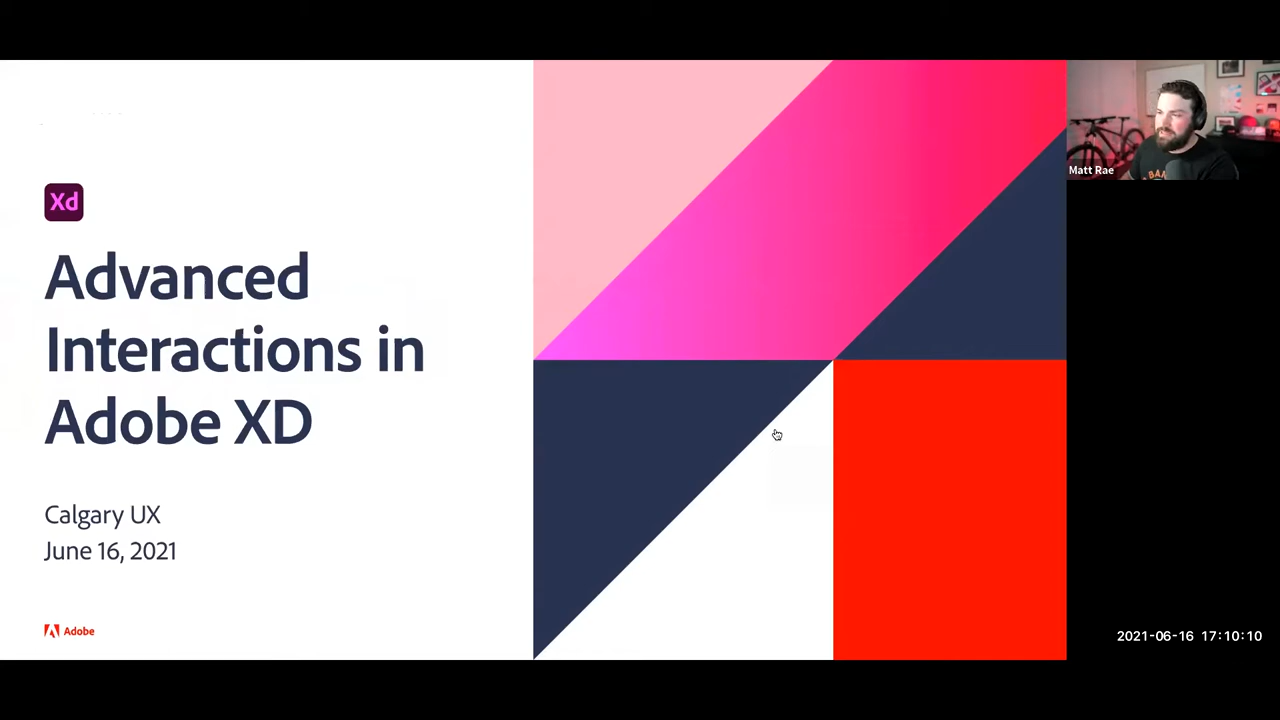 Xd
Advanced
Interactions in
Adobe XD
Calgary UX
June 16, 2021
Adobe
Matt Rae
BAN
2021-06-16 17:10:10